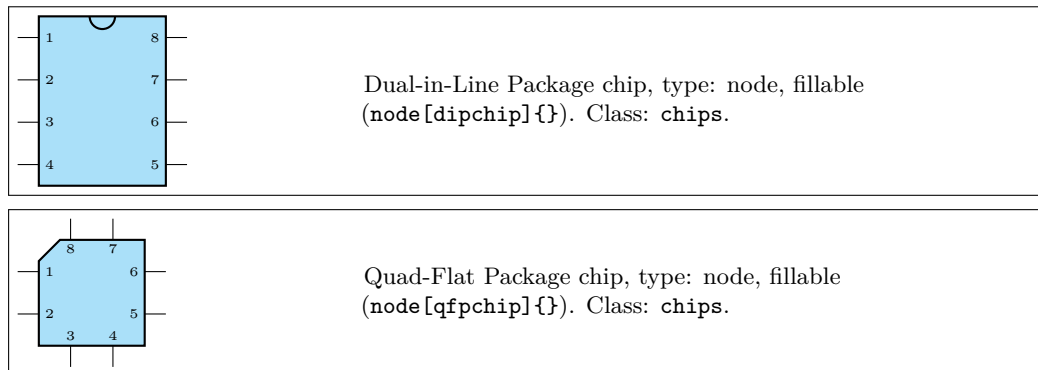 1 8
2 7
3 6
4 5
Dual-in-Line Package chip, type: node, fillable
(node[dipchip]{}). Class: chips.
8 7
1 6
2 5
3 4
Quad-Flat Package chip, type: node, fillable
(node[qfpchip]{}). Class: chips.